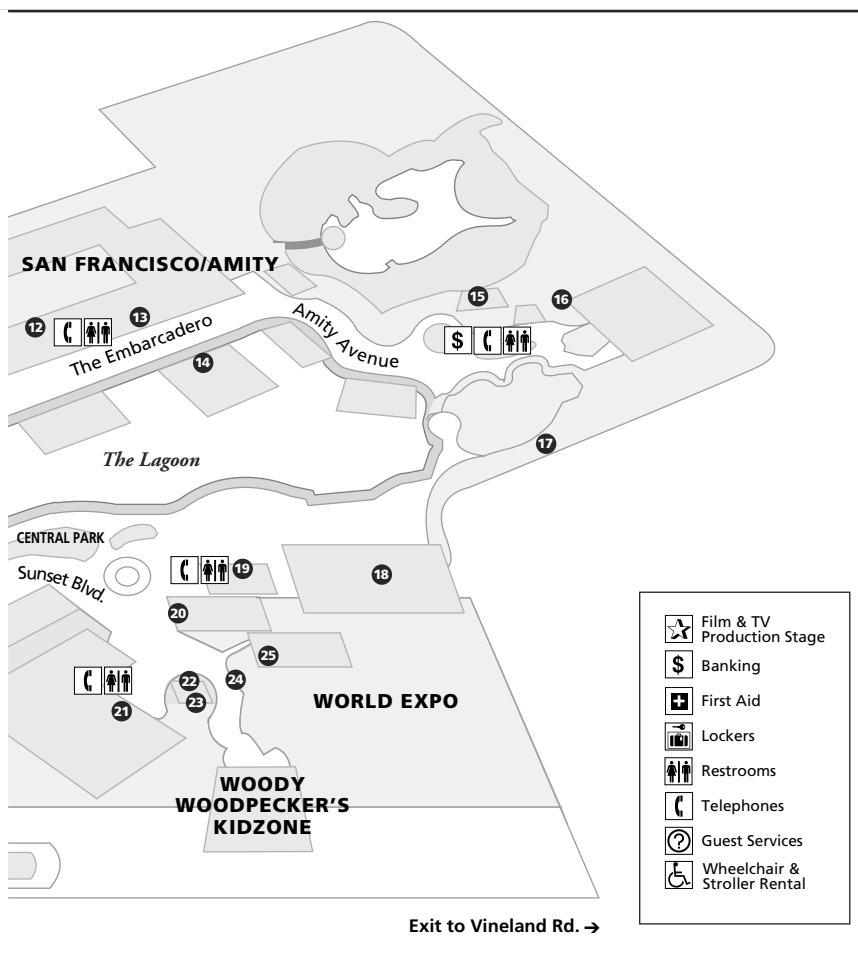 SAN FRANCISCO/AMITY
15
16
12
13
The Embarcadero
Amity Avenue
$
14
17
The Lagoon
CENTRAL PARK
Sunset Blvd.
19
18
20
25
22
24
23
21
WORLD EXPO
WOODY
WOODPECKER'S
KIDZONE
Film & TV
Production Stage
$ Banking
First Aid
Lockers
Restrooms
Telephones
? Guest Services
Wheelchair &
Stroller Rental
Exit to Vineland Rd. →